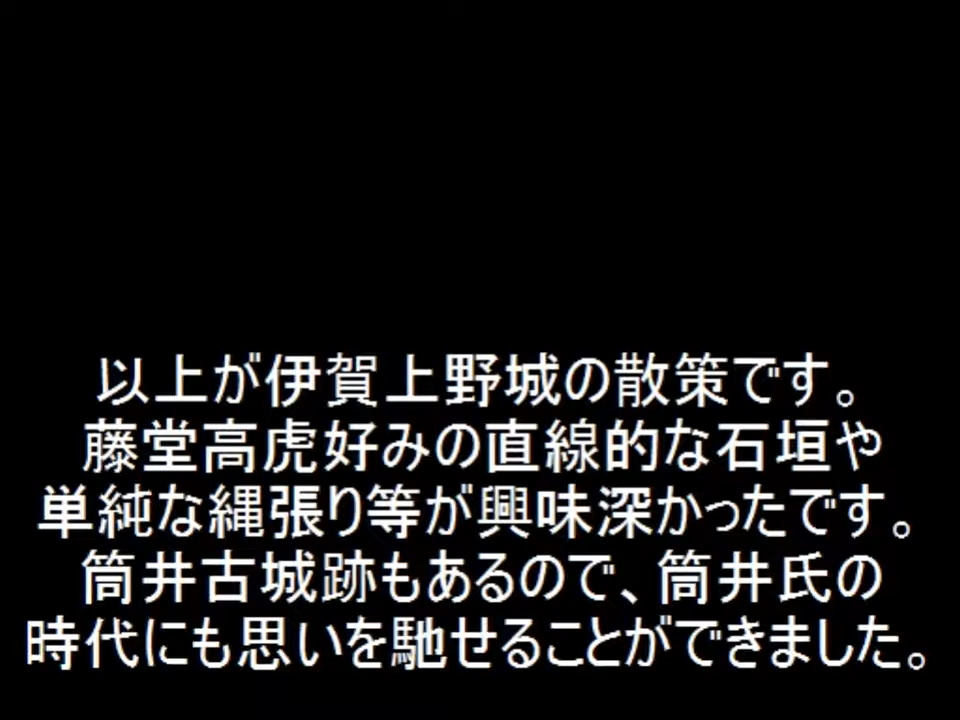 以上が伊賀上野城の散策です。
藤堂高虎好みの直線的な石垣や
単純な縄張り等が興味深かったです。
筒井古城跡もあるので、筒井氏の
時代にも思いを馳せることができました。